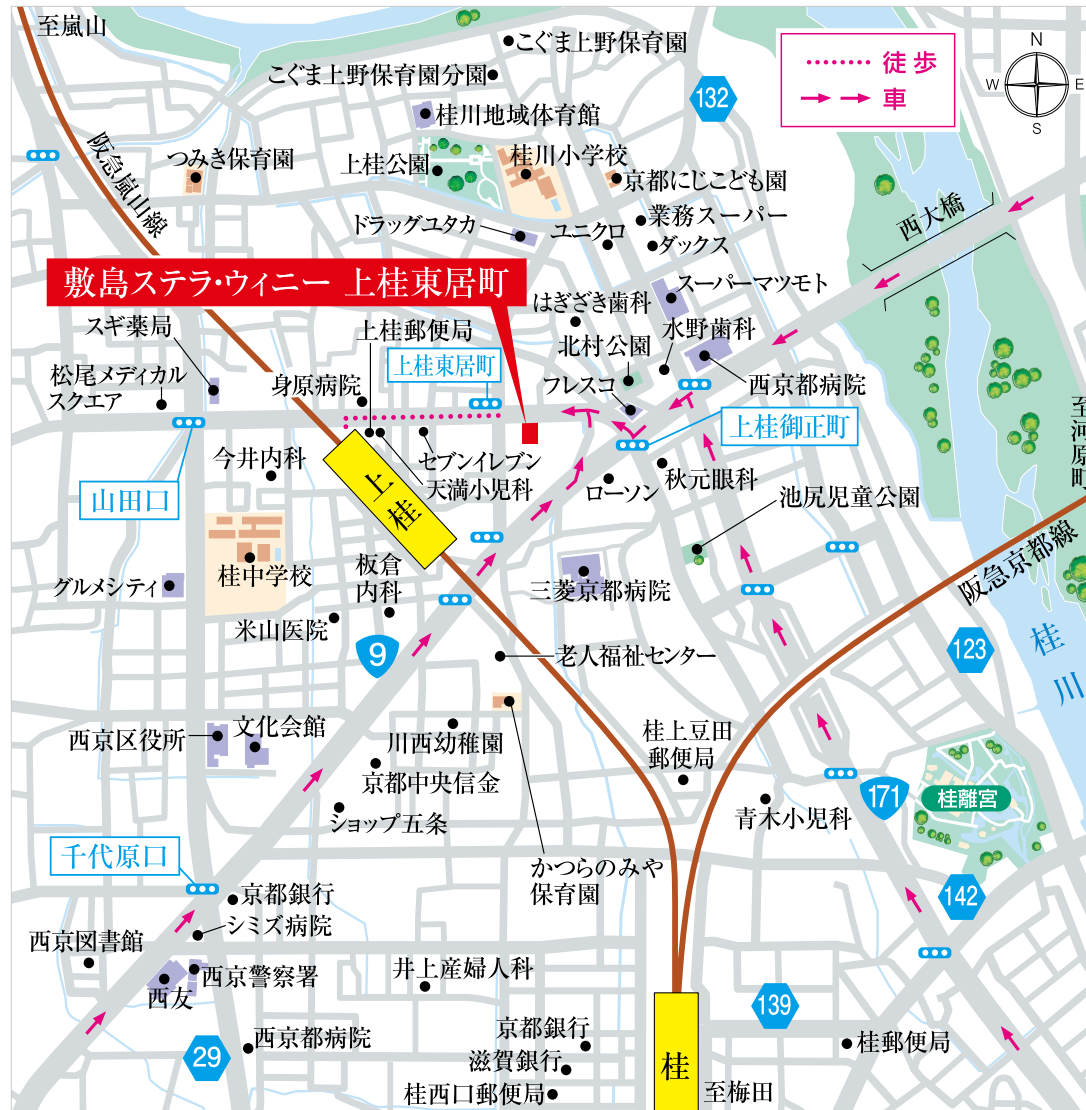 至嵐山
こぐま上野保育園
こぐま上野保育園分園
徒歩
車
N
W
E
S
132
桂川地域体育館
阪急嵐山線
つみき保育園
上桂公園
桂川小学校
京都にじこども園
業務スーパー
ドラッグユタカ
ユニクロ
ダックス
西大橋
敷島ステラ・ウィニー 上桂東居町
スーパーマツモト
はぎざき歯科
スギ薬局
上桂郵便局
水野歯科
北村公園
上桂東居町
松尾メディカル
スクエア
身原病院
フレスコ
西京都病院
至河原町
上桂御正町
山田口
今井内科
セブンイレブン
天満小児科
上桂
ローソン
秋元眼科
池尻児童公園
桂中学校
板倉
内科
グルメシティ
三菱京都病院
阪急京都線
米山医院
9
老人福祉センター
123
桂川
西京区役所
文化会館
川西幼稚園
桂上豆田
郵便局
京都中央信金
171
桂離宮
ショップ五条
青木小児科
千代原口
かつらのみや
保育園
京都銀行
シミズ病院
142
西京図書館
西京警察署
西友
井上産婦人科
139
29
西京都病院
京都銀行
滋賀銀行
桂西口郵便局
桂
至梅田
桂郵便局